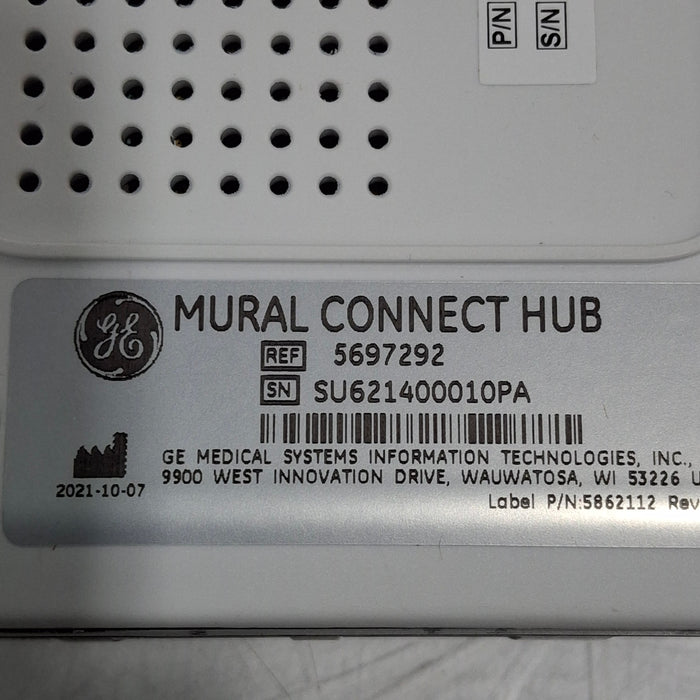 P/N
S/N
GE
MURAL CONNECT HUB
REF 5697292
SN SU621400010PA
2021-10-07
GE MEDICAL SYSTEMS INFORMATION TECHNOLOGIES, INC.,
9900 WEST INNOVATION DRIVE, WAUWATOSA, WI 53226 U
Label P/N:5862112 Rev